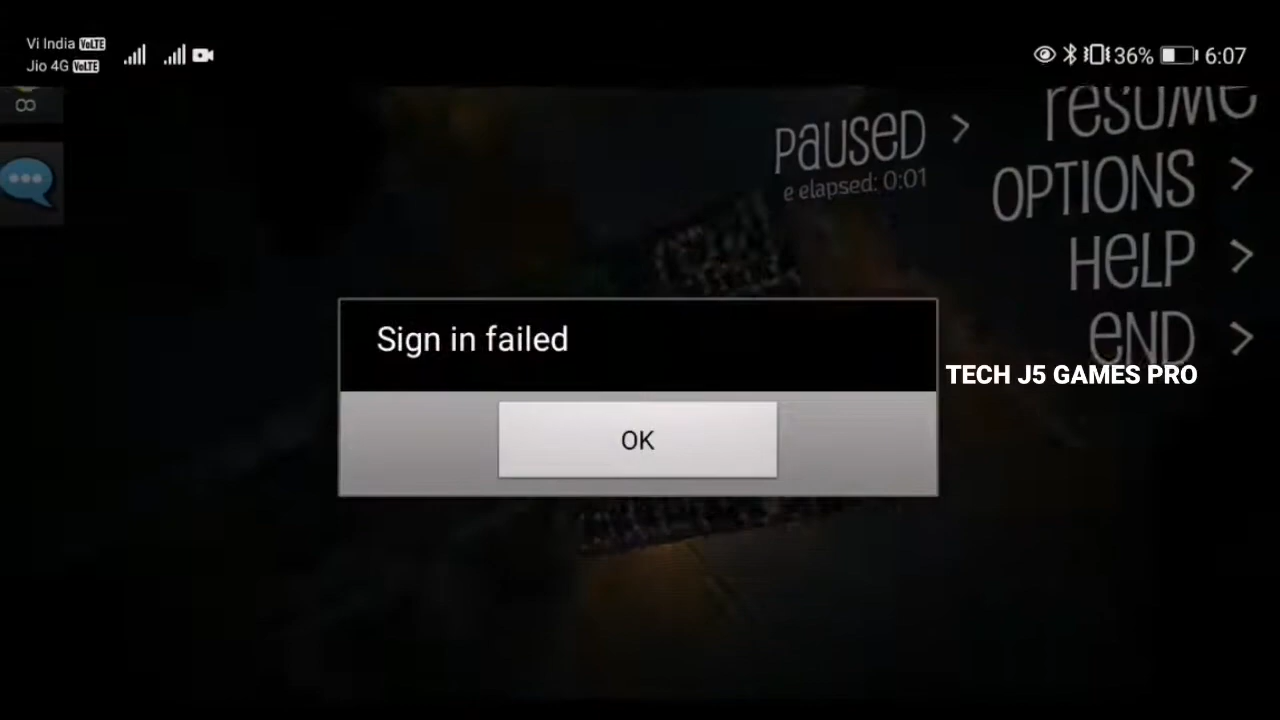 Vi India VoLTE
Jio 4G VoLTE
36% 6:07
8
PAUSED
e elapsed: 0:01
resume
OPTIONS
HeLP
eND
Sign in failed
TECH J5 GAMES PRO
OK